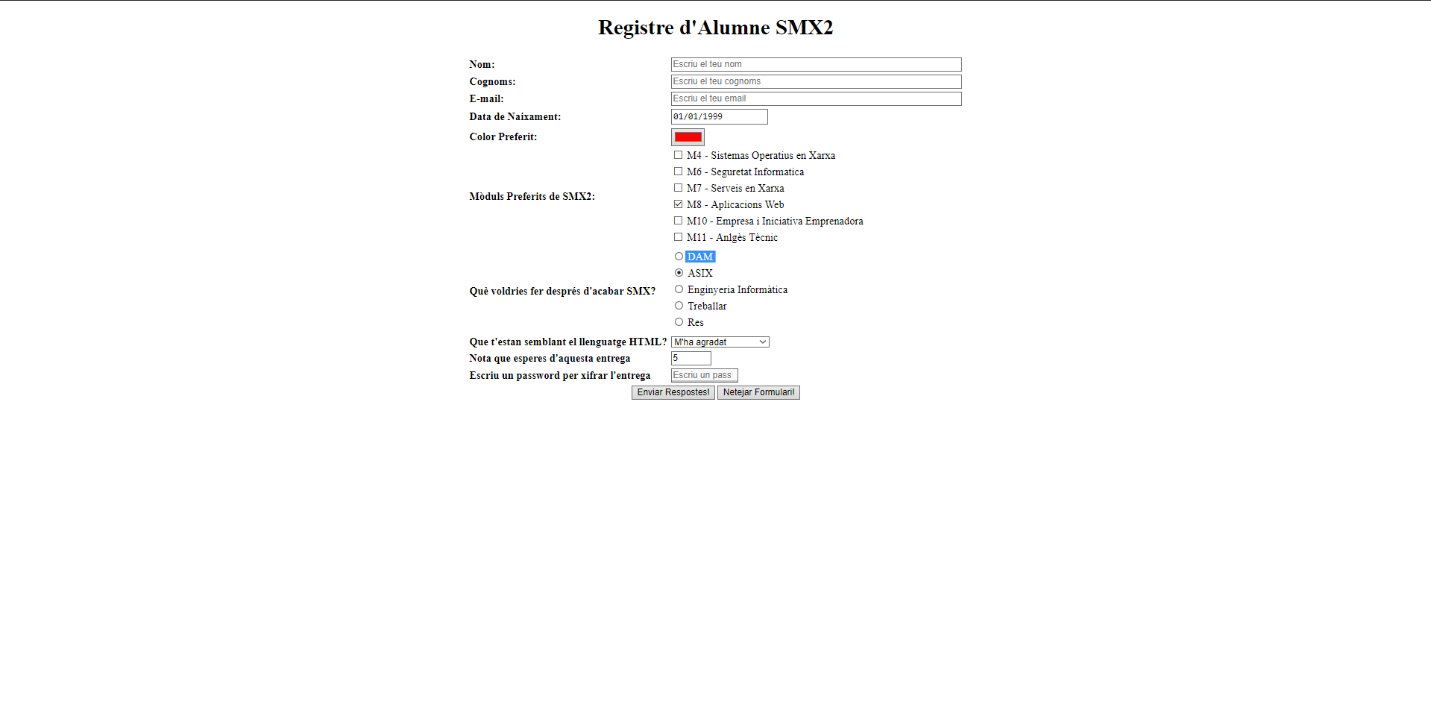 Registre d'Alumne SMX2
Nom: Escriu el teu nom
Cognoms: Escriu el teu cognoms
E-mail: Escriu el teu email
Data de Naixament: 01/01/1999
Color Preferit:
M4 - Sistemas Operatius en Xarxa
M6 - Seguretat Informatica
M7 - Serveis en Xarxa
Mòduls Preferits de SMX2:
M8 - Aplicacions Web
M10 - Empresa i Iniciativa Emprenadora
M11 - Anlgès Tècnic
DAM
ASIX
Què voldries fer després d'acabar SMX? Enginyeria Informàtica
Treballar
Res
Que t'estan semblant el llenguatge HTML? M'ha agradat
Nota que esperes d'aquesta entrega 5
Escriu un password per xifrar l'entrega Escriu un pass
Enviar Respostes! Netejar Formulari!